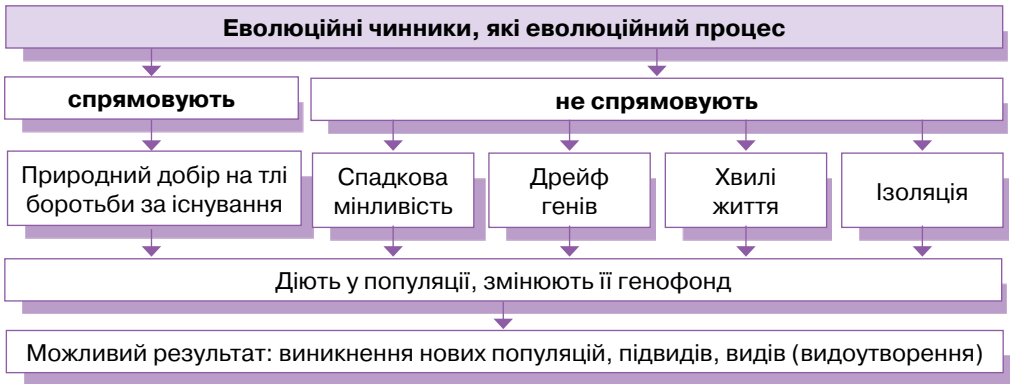 Еволюційні чинники, які еволюційний процес
спрямовують
не спрямовують
Природний добір на тлі
боротьби за існування
Спадкова
мінливість
Дрейф
генів
Хвилі
життя
Ізоляція
Діють у популяції, змінюють її генофонд
Можливий результат: виникнення нових популяцій, підвидів, видів (видоутворення)